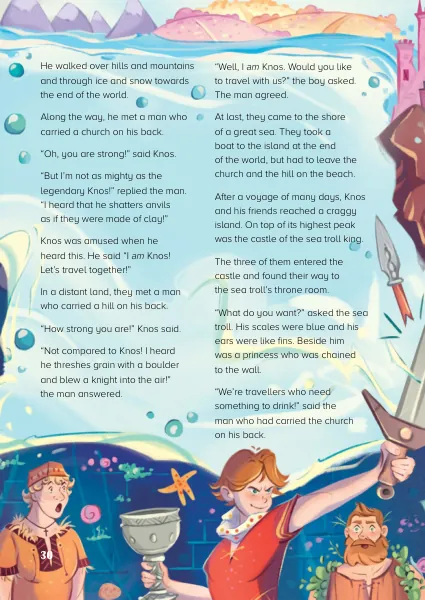 He walked over hills and mountains
and through ice and snow towards
the end of the world.
Along the way, he met a man who
carried a church on his back.
“Oh, you are strong!” said Knos.
“But I’m not as mighty as the
legendary Knos!” replied the man.
“I heard that he shatters anvils
as if they were made of clay!”
Knos was amused when he
heard this. He said “I am Knos!
Let’s travel together!”
In a distant land, they met a man
who carried a hill on his back.
“How strong you are!” Knos said.
“Not compared to Knos! I heard
he threshes grain with a boulder
and blew a knight into the air!”
the man answered.
“Well, I am Knos. Would you like
to travel with us?” the boy asked.
The man agreed.
At last, they came to the shore
of a great sea. They took a
boat to the island at the end
of the world, but had to leave the
church and the hill on the beach.
After a voyage of many days, Knos
and his friends reached a craggy
island. On top of its highest peak
was the castle of the sea troll king.
The three of them entered the
castle and found their way to
the sea troll’s throne room.
“What do you want?” asked the sea
troll. His scales were blue and his
ears were like fins. Beside him
was a princess who was chained
to the wall.
“We’re travellers who need
something to drink!” said the
man who had carried the church
on his back.
30